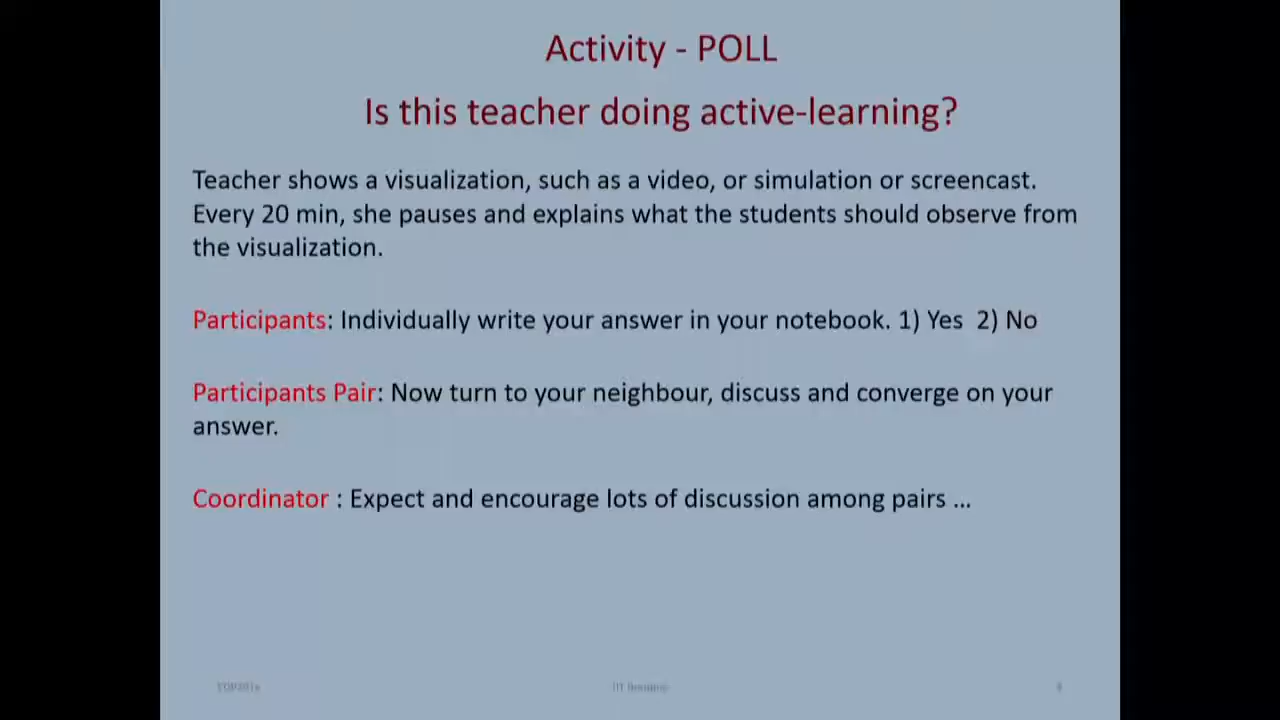 Activity - POLL
Is this teacher doing active-learning?
Teacher shows a visualization, such as a video, or simulation or screencast.
Every 20 min, she pauses and explains what the students should observe from
the visualization.
Participants: Individually write your answer in your notebook. 1) Yes  2) No
Participants Pair: Now turn to your neighbour, discuss and converge on your
answer.
Coordinator : Expect and encourage lots of discussion among pairs ...